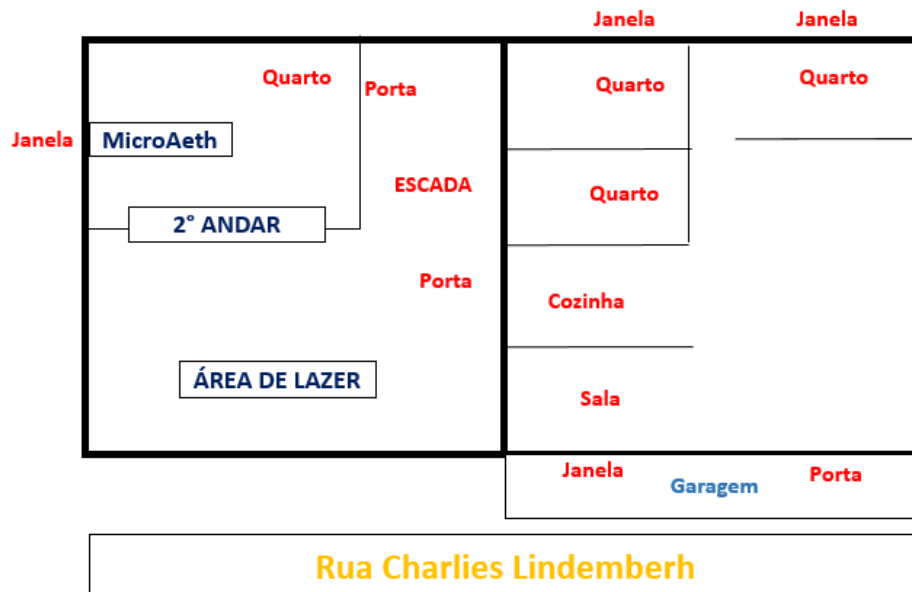 Janela Janela
Quarto Porta Quarto Quarto
Janela MicroAeth
ESCADA Quarto
2° ANDAR
Porta Cozinha
ÁREA DE LAZER Sala
Janela Garagem Porta
Rua Charlies Lindemberh